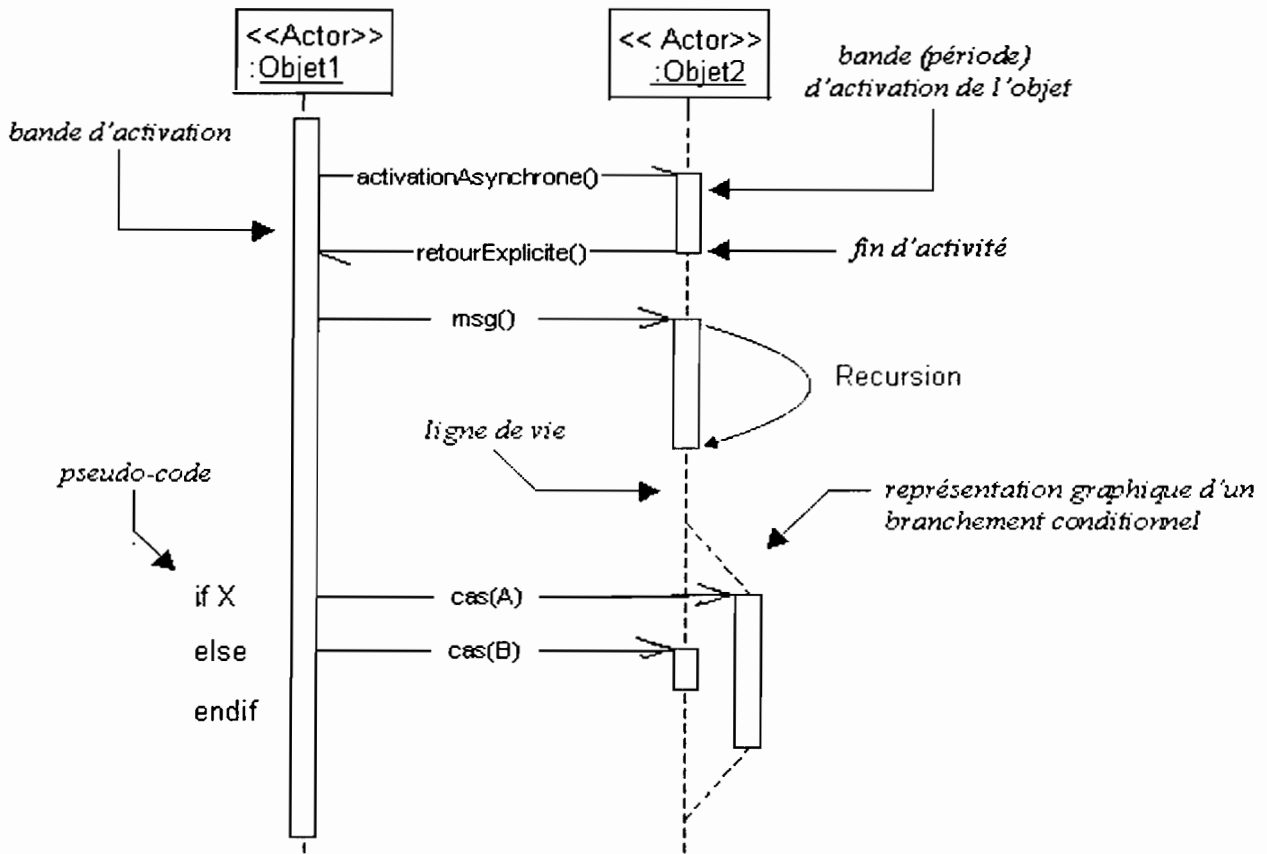 <<Actor>>
:Objet1
<< Actor>>
:Objet2
bande (période)
d'activation de l'objet
bande d'activation
activationAsynchrone()
retourExplicite()
fin d'activité
msg()
Recursion
ligne de vie
pseudo-code
représentation graphique d'un
branchement conditionnel
if X
cas(A)
else
cas(B)
endif